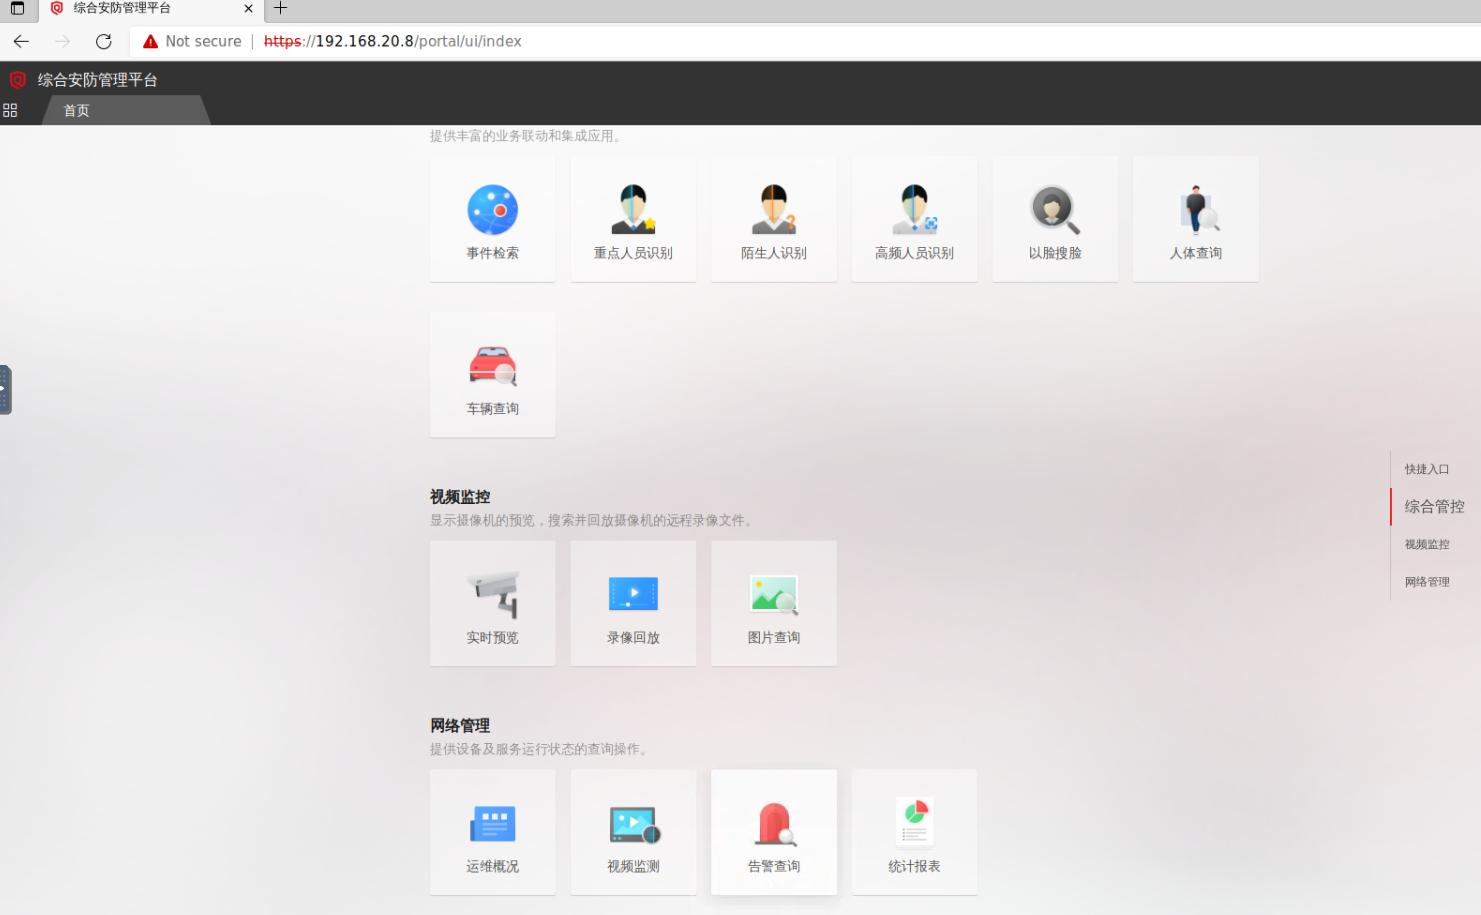 综合安防管理平台
Not secure https://192.168.20.8/portal/ui/index
综合安防管理平台
首页
提供丰富的业务联动和集成应用。
事件检索
重点人员识别
陌生人识别
高频人员识别
以脸搜脸
人体查询
车辆查询
视频监控
显示摄像机的预览，搜索并回放摄像机的远程录像文件。
实时预览
录像回放
图片查询
网络管理
提供设备及服务运行状态的查询操作。
运维概况
视频监测
告警查询
统计报表
快捷入口
综合管控
视频监控
网络管理